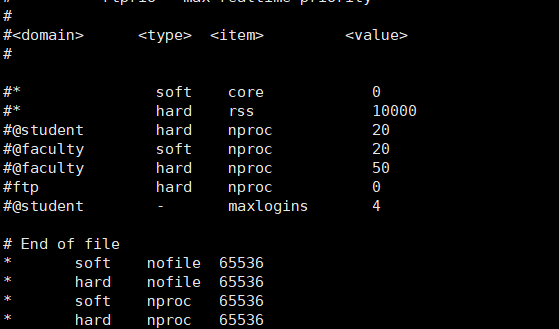 #            rtprio - max realtime priority
#
#<domain>      <type>  <item>         <value>
#

#*               soft    core            0
#*               hard    rss             10000
#@student        hard    nproc           20
#@faculty        soft    nproc           20
#@faculty        hard    nproc           50
#ftp             hard    nproc           0
#@student        -       maxlogins       4

# End of file
*       soft    nofile  65536
*       hard    nofile  65536
*       soft    nproc  65536
*       hard    nproc  65536